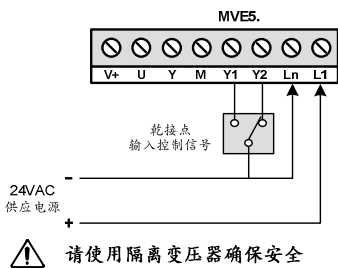 MVE5.
V+ U Y M Y1 Y2 Ln L1
乾接点
输入控制信号
-
24VAC
供应电源
+
请使用隔离变压器确保安全